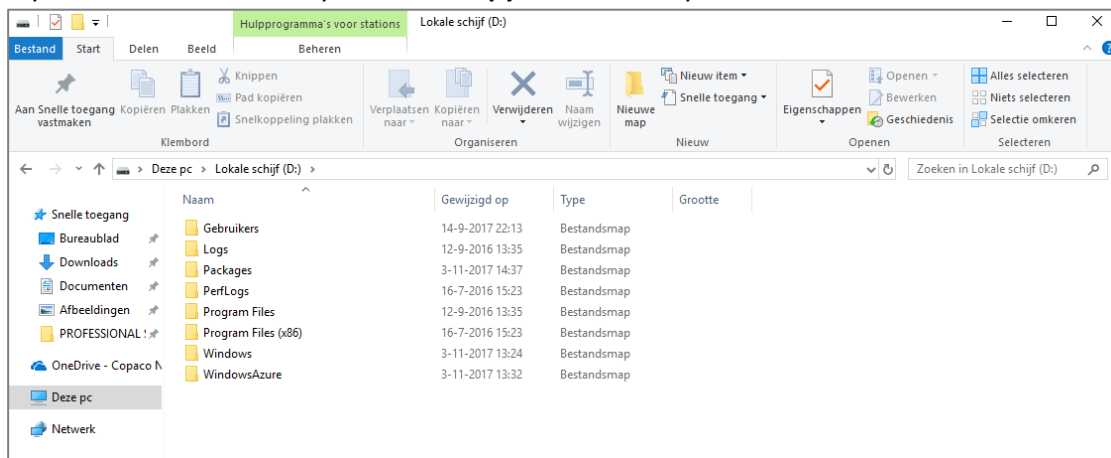 Hulpprogramma's voor stations Lokale schijf (D:)
Bestand Start Delen Beeld Beheren
Aan Snelle toegang vastmaken
Kopiëren
Plakken
Knippen
Pad kopiëren
Snelkoppeling plakken
Klembord
Verplaatsen naar
Kopiëren naar
Verwijderen
Naam wijzigen
Organiseren
Nieuwe map
Nieuw item
Snelle toegang
Nieuw
Eigenschappen
Openen
Bewerken
Geschiedenis
Openen
Alles selecteren
Niets selecteren
Selectie omkeren
Selecteren
Deze pc > Lokale schijf (D:) >
Zoeken in Lokale schijf (D:)
Snelle toegang
Bureaublad
Downloads
Documenten
Afbeeldingen
PROFESSIONAL
OneDrive - Copaco N
Deze pc
Netwerk
Naam Gewijzigd op Type Grootte
Gebruikers 14-9-2017 22:13 Bestandsmap
Logs 12-9-2016 13:35 Bestandsmap
Packages 3-11-2017 14:37 Bestandsmap
PerfLogs 16-7-2016 15:23 Bestandsmap
Program Files 12-9-2016 13:35 Bestandsmap
Program Files (x86) 16-7-2016 15:23 Bestandsmap
Windows 3-11-2017 13:24 Bestandsmap
WindowsAzure 3-11-2017 13:32 Bestandsmap